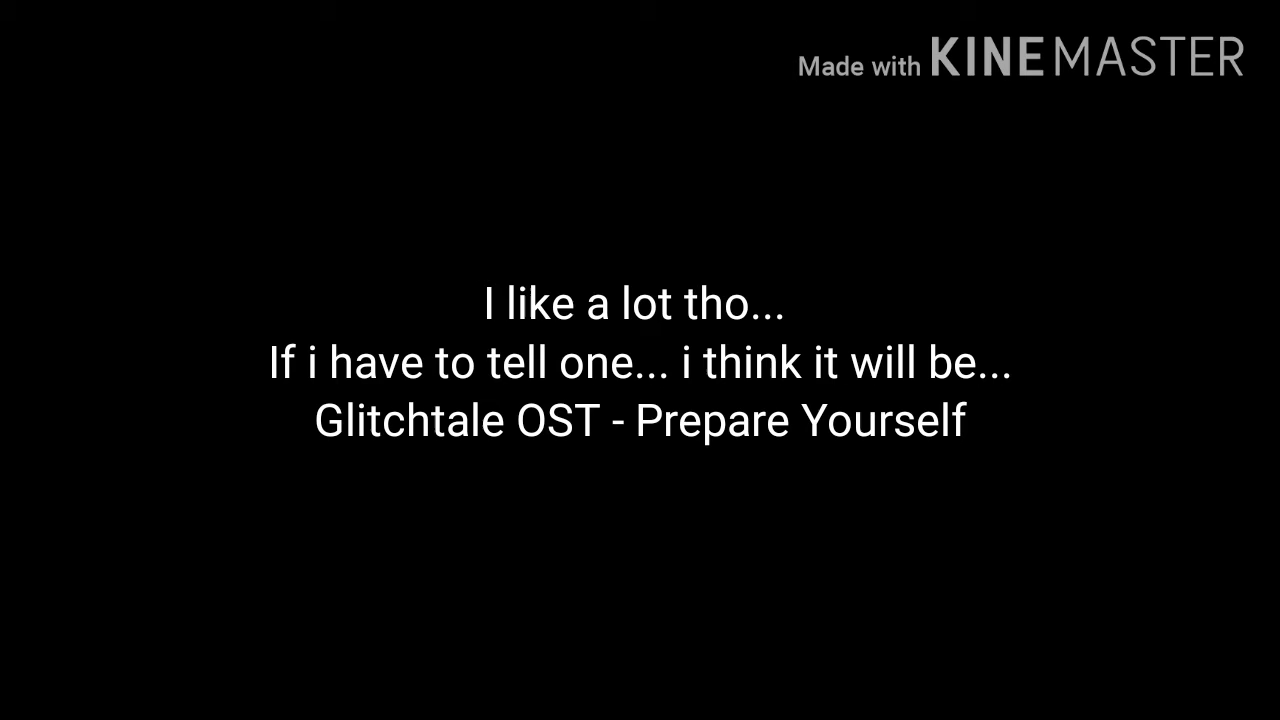 Made with KINEMASTER
I like a lot tho...
If i have to tell one... i think it will be...
Glitchtale OST - Prepare Yourself